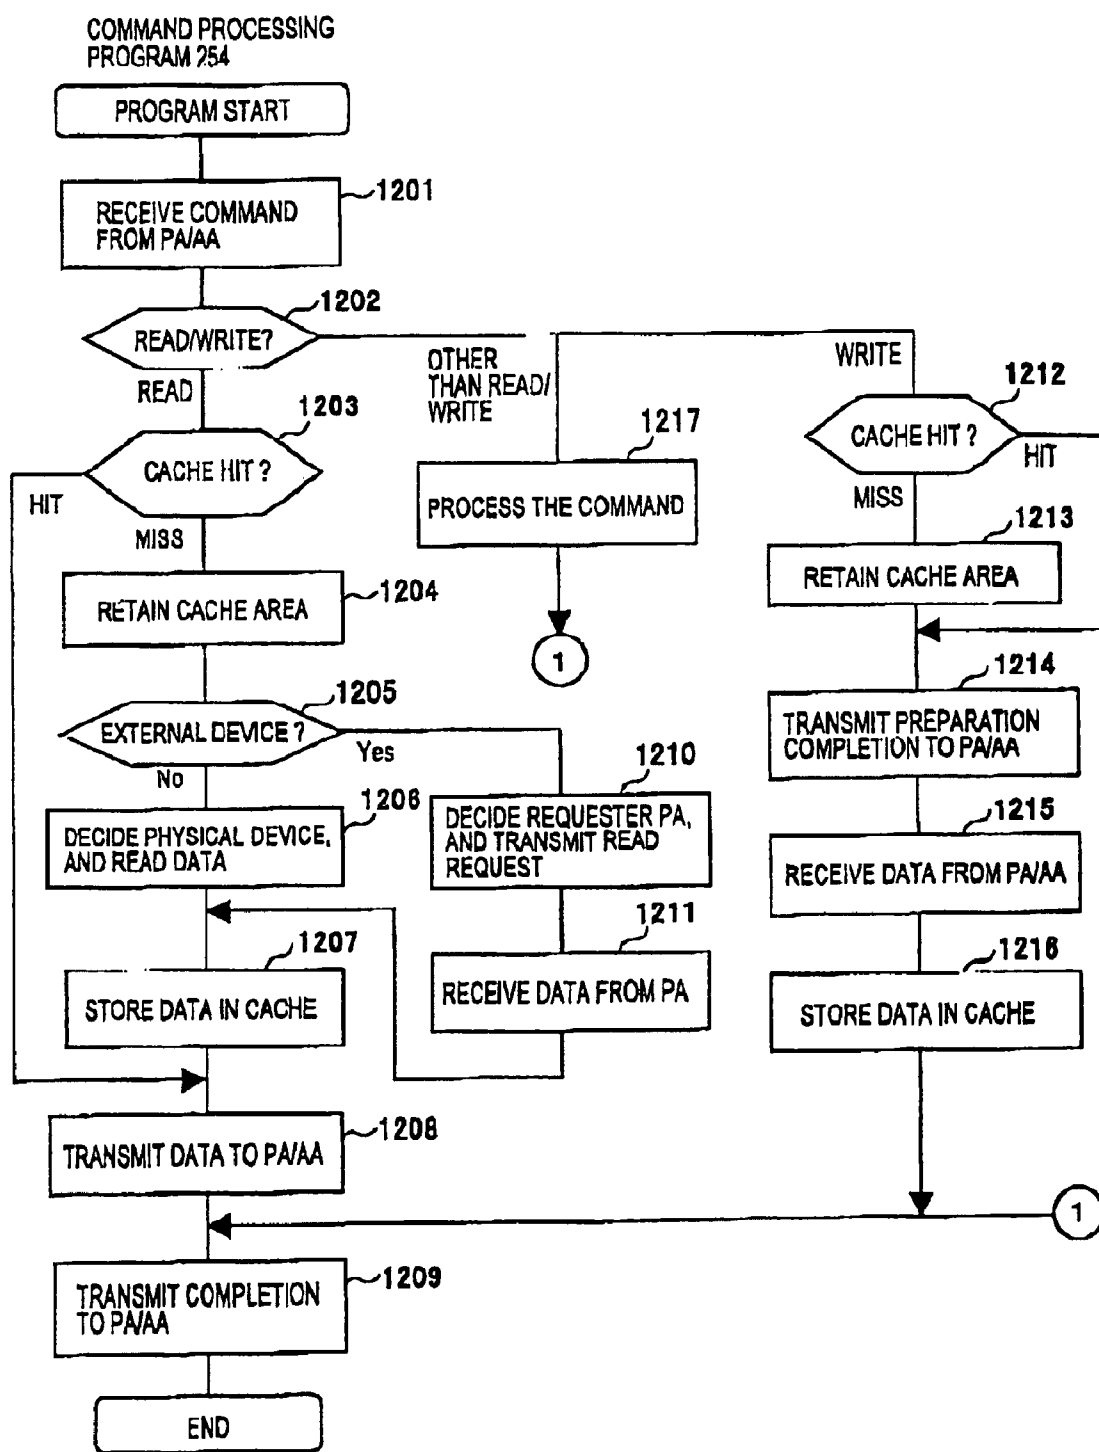 COMMAND PROCESSING
PROGRAM 254
PROGRAM START
1201
RECEIVE COMMAND
FROM PA/AA
1202
READ/WRITE?
READ
OTHER
THAN READ/
WRITE
WRITE
1203
CACHE HIT ?
HIT
MISS
1204
RETAIN CACHE AREA
1205
EXTERNAL DEVICE ?
Yes
No
1206
DECIDE PHYSICAL DEVICE,
AND READ DATA
1207
STORE DATA IN CACHE
1208
TRANSMIT DATA TO PA/AA
1209
TRANSMIT COMPLETION
TO PA/AA
END
1217
PROCESS THE COMMAND
1
1210
DECIDE REQUESTER PA,
AND TRANSMIT READ
REQUEST
1211
RECEIVE DATA FROM PA
1212
CACHE HIT ?
HIT
MISS
1213
RETAIN CACHE AREA
1214
TRANSMIT PREPARATION
COMPLETION TO PA/AA
1215
RECEIVE DATA FROM PA/AA
1216
STORE DATA IN CACHE
1